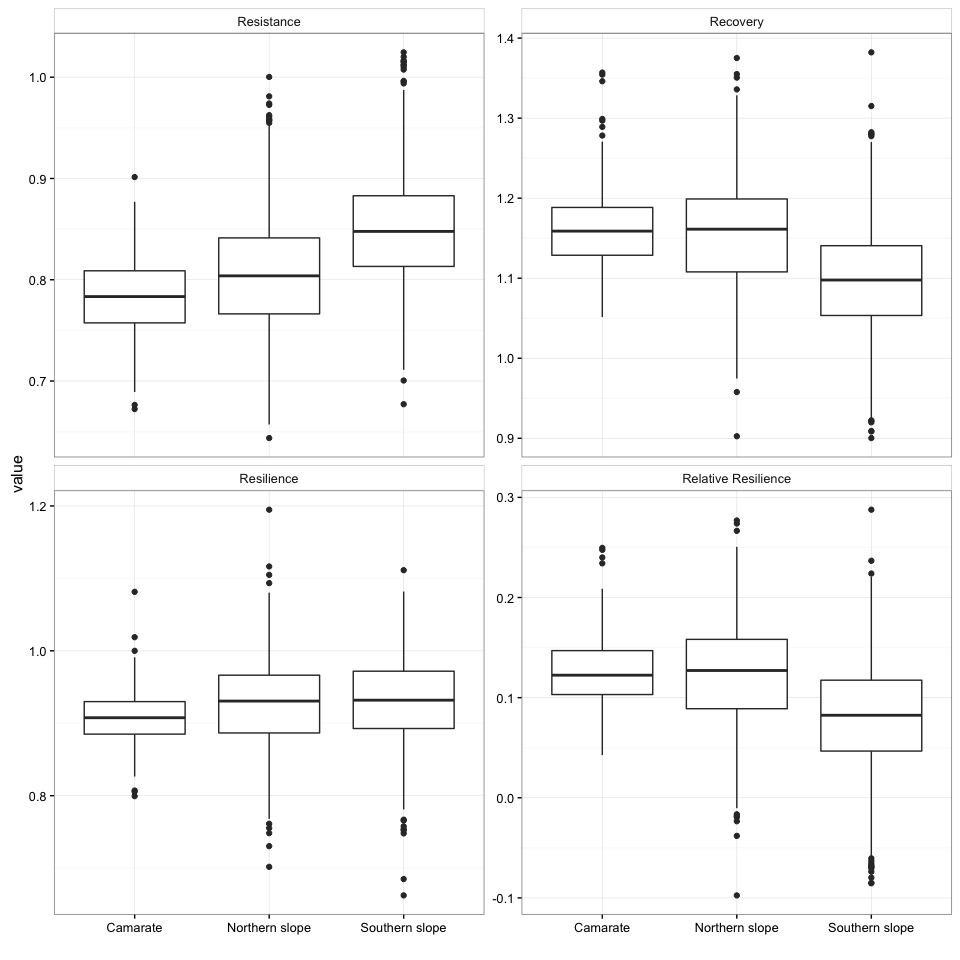 Resistance
Recovery
1.0
0.9
0.8
0.7
1.4
1.3
1.2
1.1
1.0
0.9
value
Resilience
Relative Resilience
1.2
1.0
0.8
0.3
0.2
0.1
0.0
-0.1
Camarate
Northern slope
Southern slope
Camarate
Northern slope
Southern slope